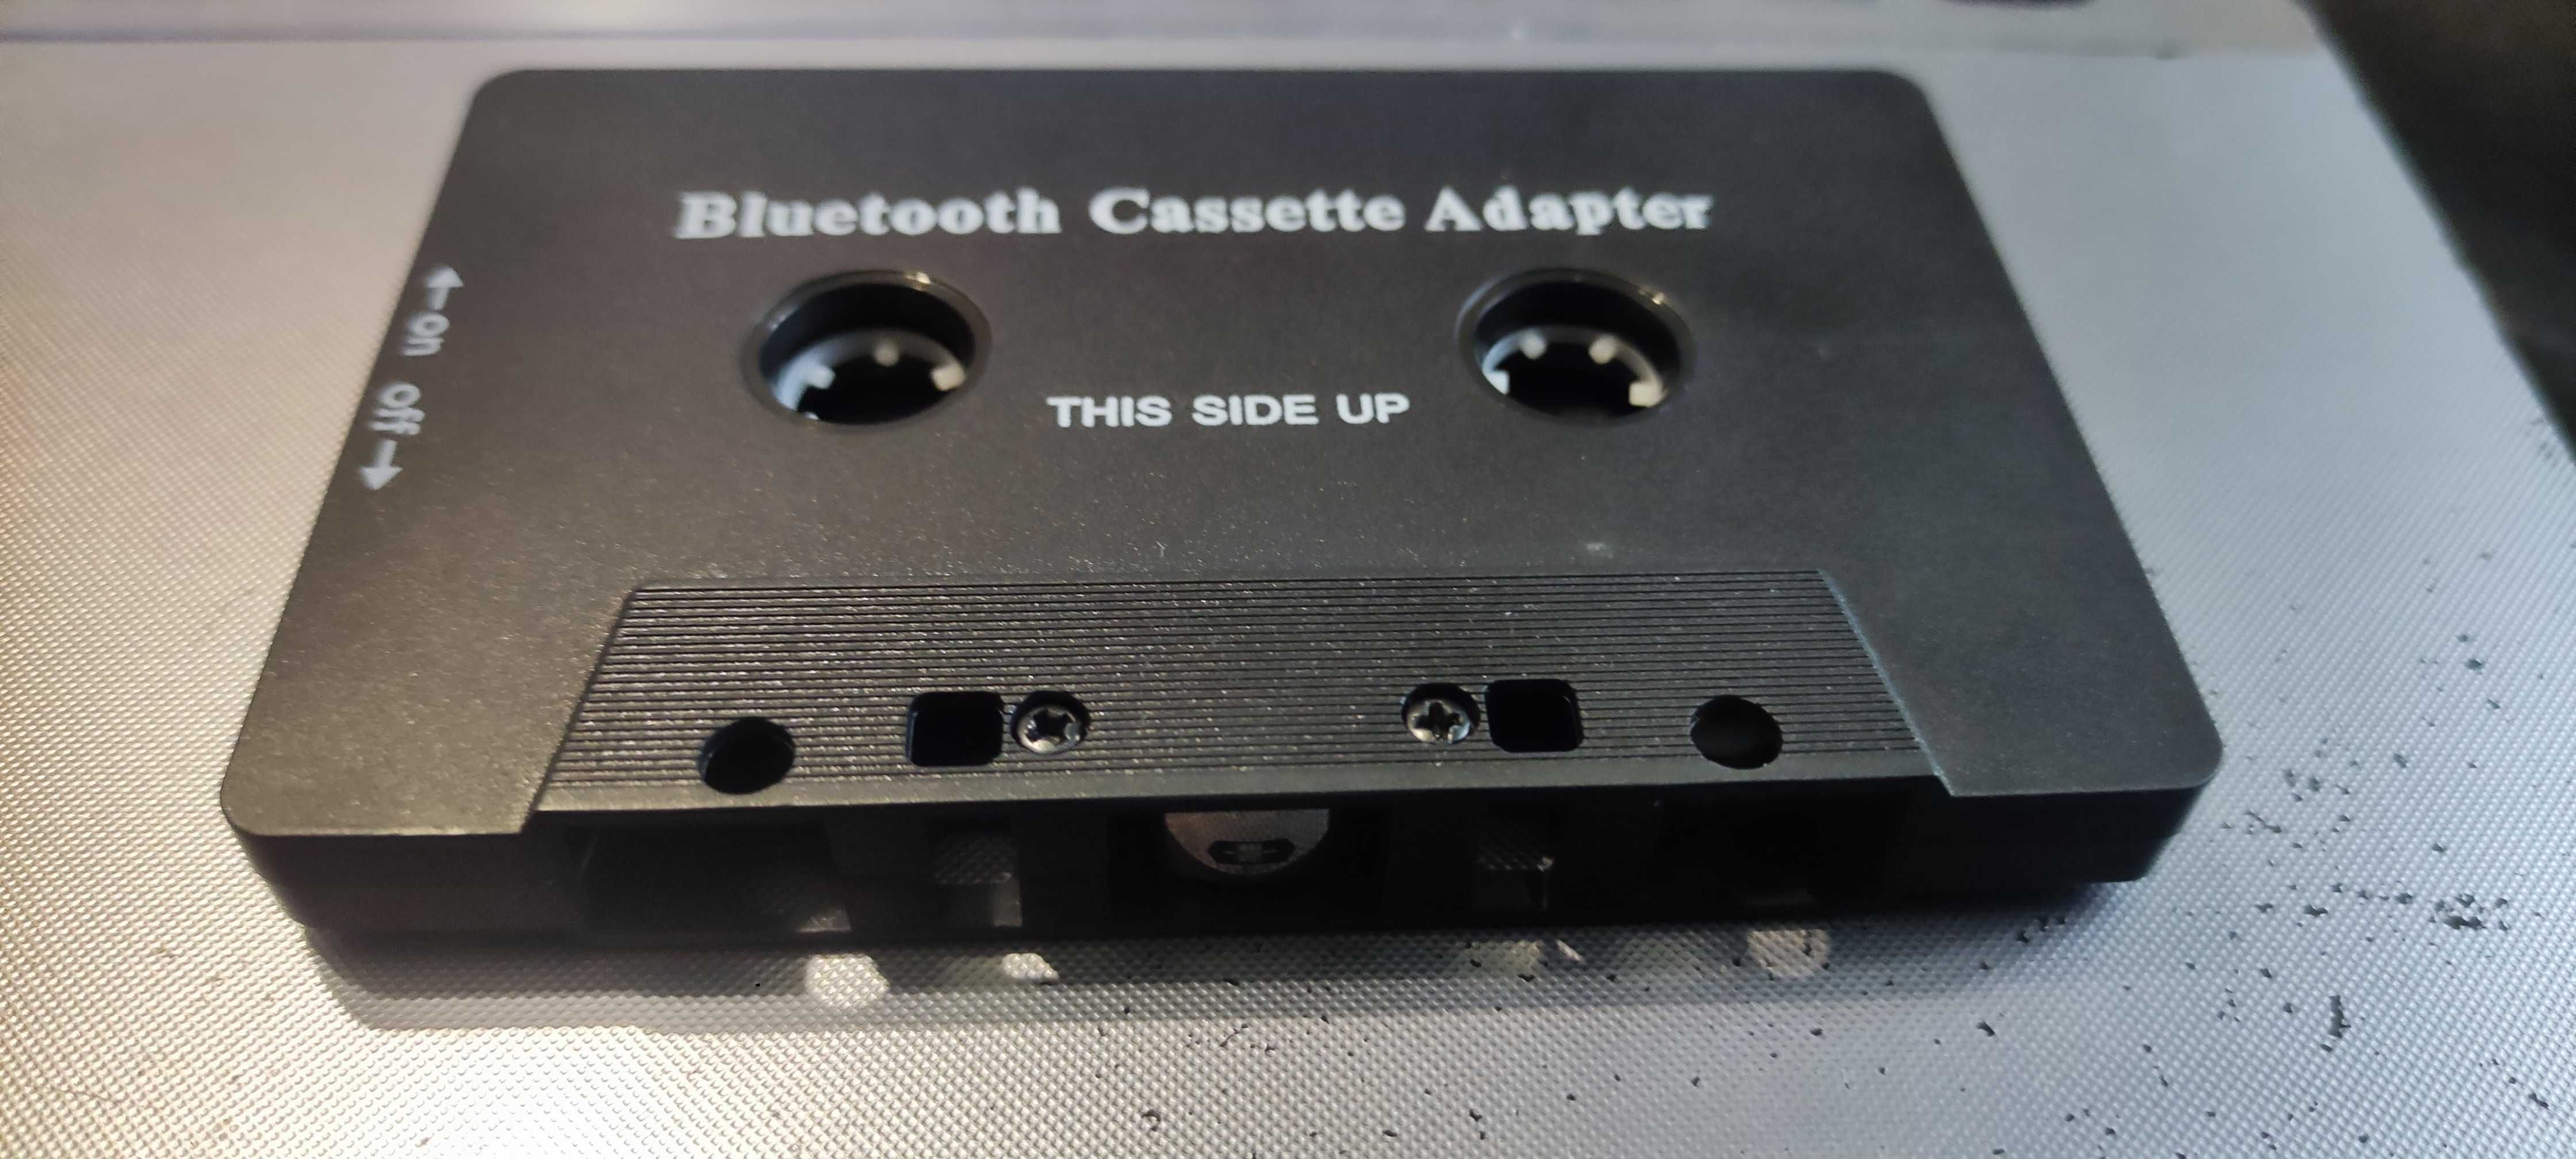 Bluetooth Cassette Adapter
THIS SIDE UP
←on off→